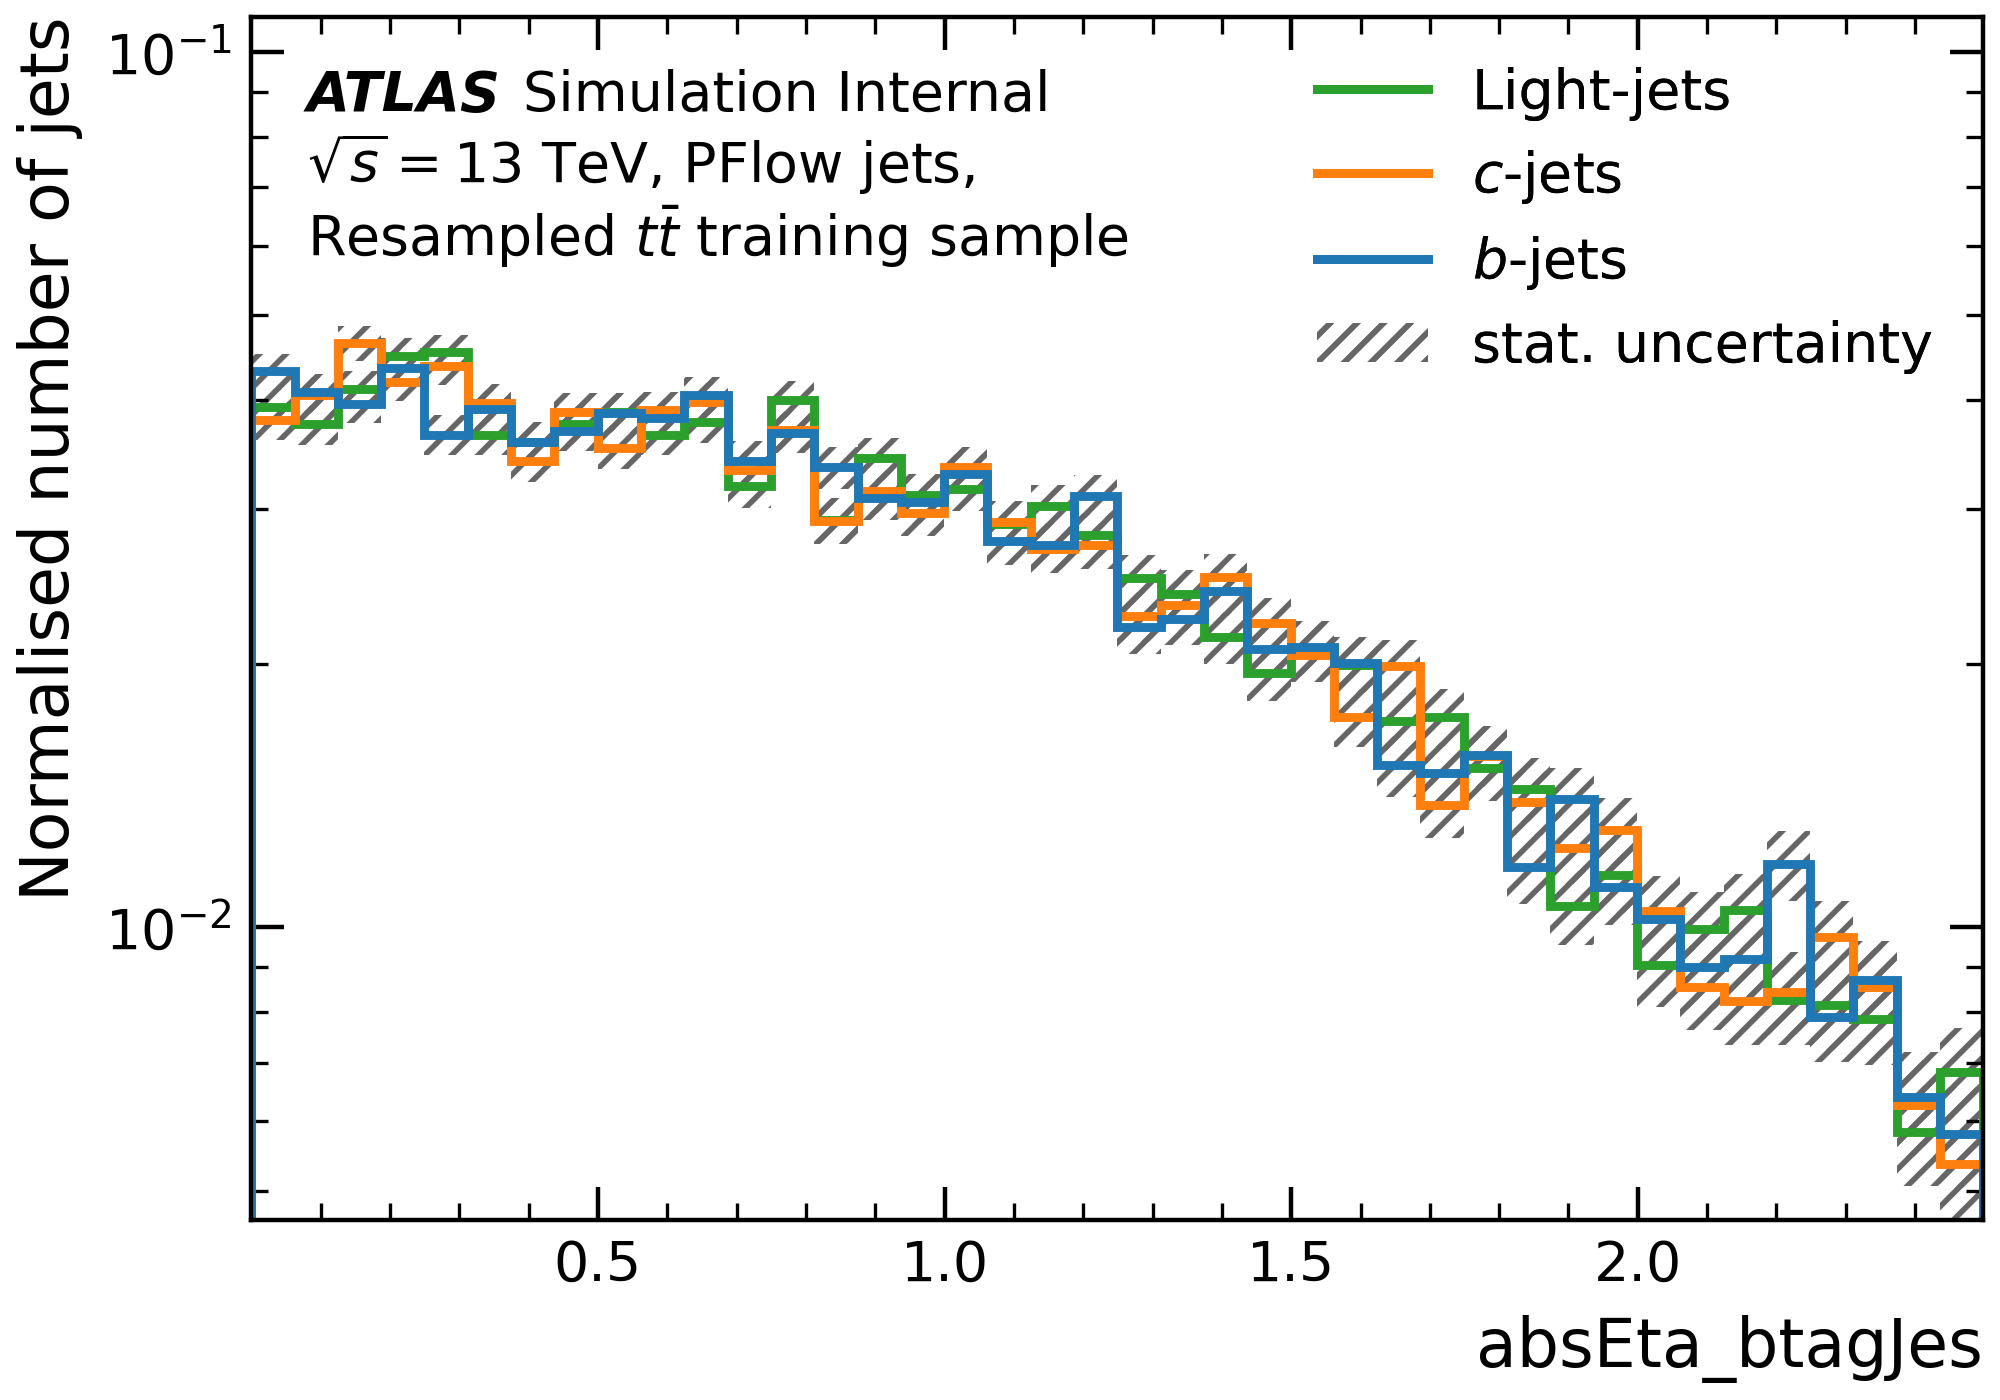 Normalised number of jets
10⁻¹
10⁻²
ATLAS Simulation Internal
√s = 13 TeV, PFlow jets,
Resampled tt̄ training sample
Light-jets
c-jets
b-jets
stat. uncertainty
0.5 1.0 1.5 2.0
absEta_btagJes